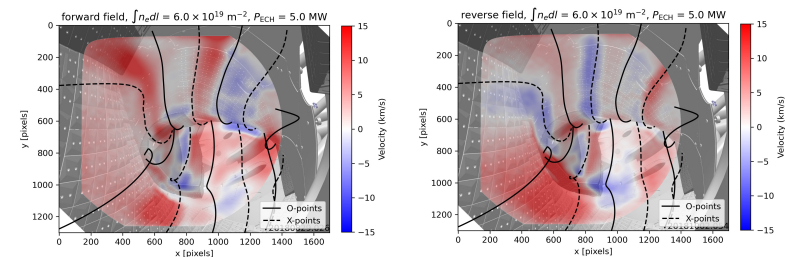 forward field, ∫nₑdl = 6.0 × 10¹⁹ m⁻², P_ECH = 5.0 MW
0
200
400
600
800
1000
1200
y [pixels]
0 200 400 600 800 1000 1200 1400 1600
x [pixels]
O-points
X-points
15
10
5
0
−5
−10
−15
Velocity (km/s)
reverse field, ∫nₑdl = 6.0 × 10¹⁹ m⁻², P_ECH = 5.0 MW
0
200
400
600
800
1000
1200
y [pixels]
0 200 400 600 800 1000 1200 1400 1600
x [pixels]
O-points
X-points
15
10
5
0
−5
−10
−15
Velocity (km/s)